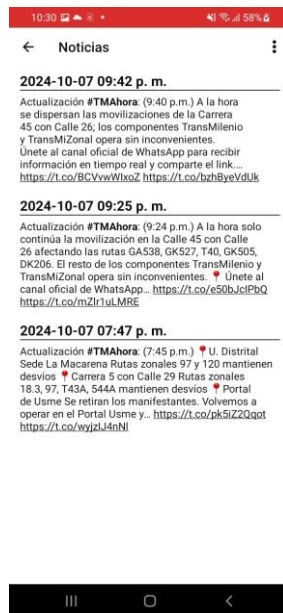 10:30 58%
Noticias
2024-10-07 09:42 p. m.
Actualización #TMAhora: (9:40 p.m.) A la hora
se dispersan las movilizaciones de la Carrera
45 con Calle 26; los componentes TransMilenio
y TransMiZonal opera sin inconvenientes.
Únete al canal oficial de WhatsApp para recibir
información en tiempo real y comparte el link....
https://t.co/BCVvwWIxoZ https://t.co/bzhByeVdUk
2024-10-07 09:25 p. m.
Actualización #TMAhora: (9:24 p.m.) A la hora solo
continúa la movilización en la Calle 45 con Calle
26 afectando las rutas GA538, GK527, T40, GK505,
DK206. El resto de los componentes TransMilenio y
TransMiZonal opera sin inconvenientes. 📍 Únete al
canal oficial de WhatsApp... https://t.co/e50bJcIPbQ
https://t.co/mZlr1uLMRE
2024-10-07 07:47 p. m.
Actualización #TMAhora: (7:45 p.m.) 📍U. Distrital
Sede La Macarena Rutas zonales 97 y 120 mantienen
desvíos 📍Carrera 5 con Calle 29 Rutas zonales
18.3, 97, T43A, 544A mantienen desvíos 📍Portal
de Usme Se retiran los manifestantes. Volvemos a
operar en el Portal Usme y... https://t.co/pk5iZ2Qqot
https://t.co/wyjzlJ4nNI